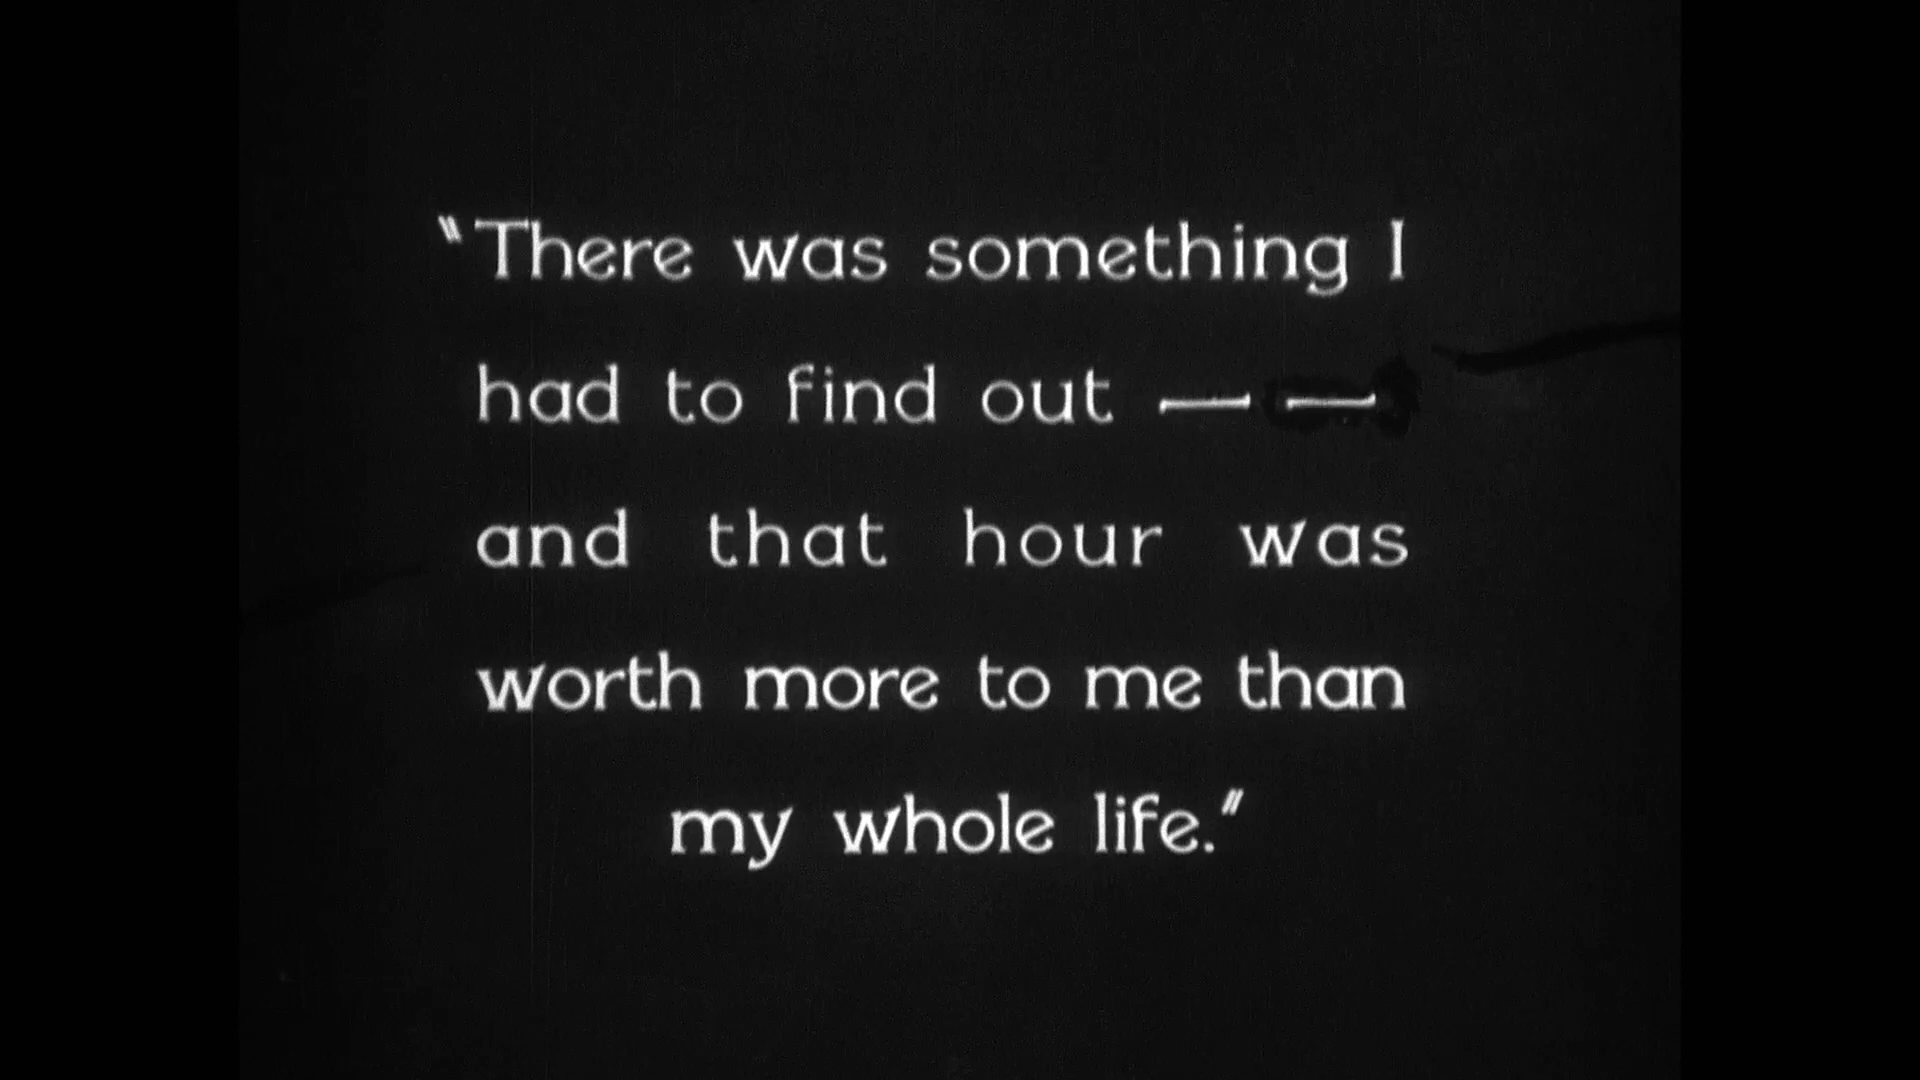 "There was something I
had to find out — —
and that hour was
worth more to me than
my whole life."